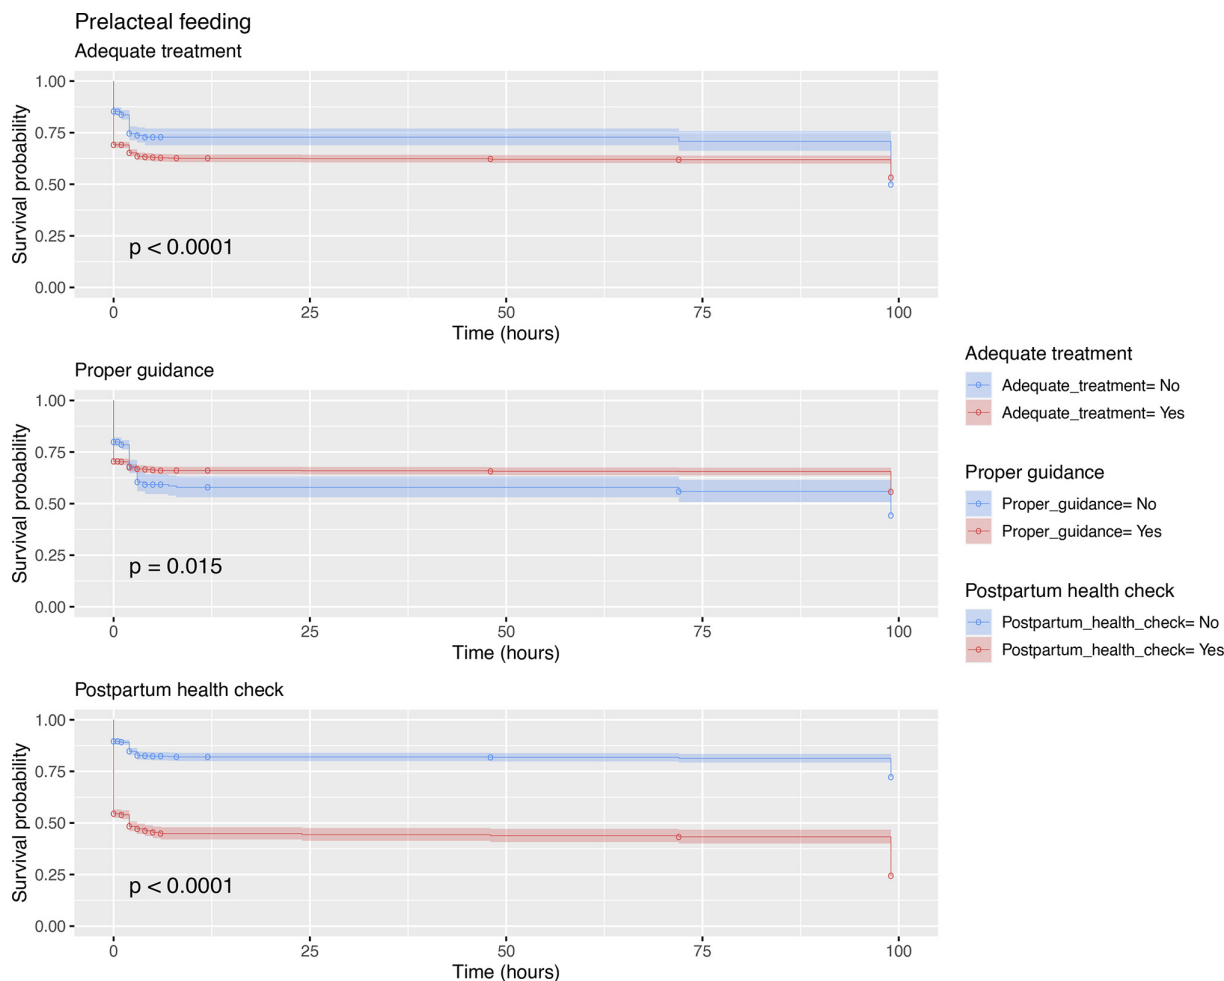 Prelacteal feeding
Adequate treatment
1.00
0.75
0.50
0.25
0.00
Survival probability
p < 0.0001
0 25 50 75 100
Time (hours)
Proper guidance
1.00
0.75
0.50
0.25
0.00
Survival probability
p = 0.015
0 25 50 75 100
Time (hours)
Postpartum health check
1.00
0.75
0.50
0.25
0.00
Survival probability
p < 0.0001
0 25 50 75 100
Time (hours)
Adequate treatment
Adequate_treatment= No
Adequate_treatment= Yes
Proper guidance
Proper_guidance= No
Proper_guidance= Yes
Postpartum health check
Postpartum_health_check= No
Postpartum_health_check= Yes